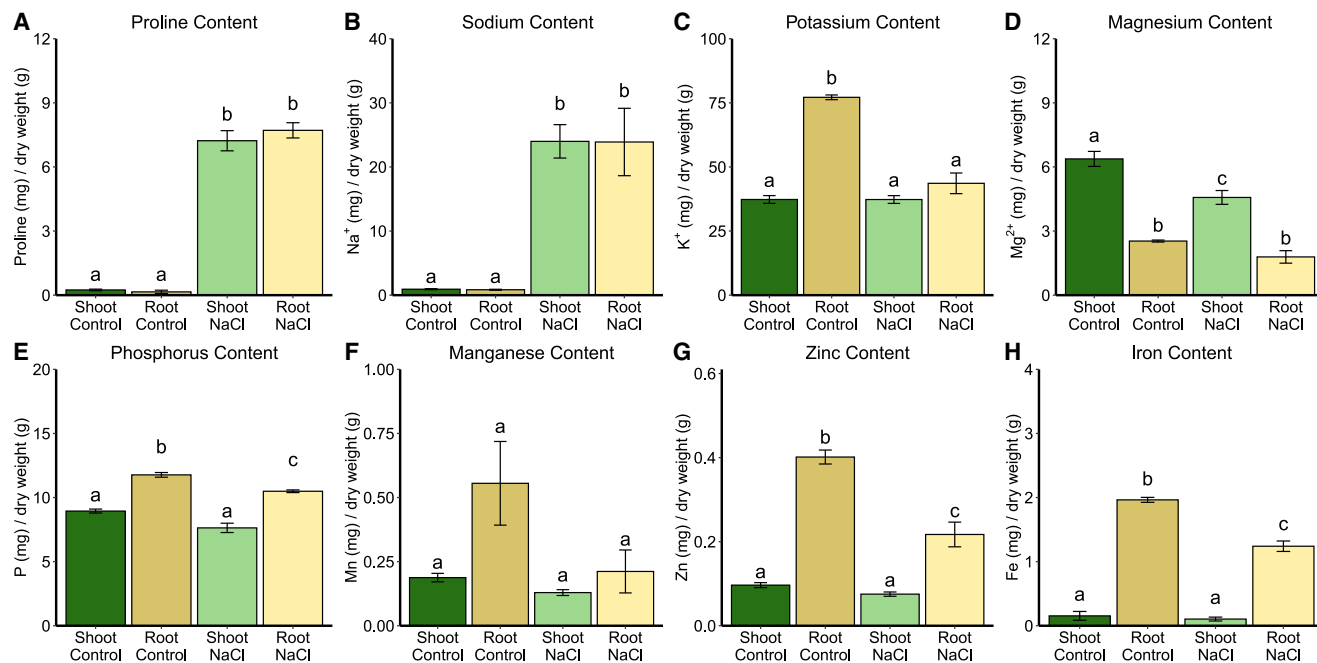 A Proline Content
Proline (mg) / dry weight (g)
12
9
6
3
0
a
a
b
b
Shoot Control
Root Control
Shoot NaCl
Root NaCl
B Sodium Content
Na⁺ (mg) / dry weight (g)
40
30
20
10
0
a
a
b
b
Shoot Control
Root Control
Shoot NaCl
Root NaCl
C Potassium Content
K⁺ (mg) / dry weight (g)
100
75
50
25
0
a
b
a
a
Shoot Control
Root Control
Shoot NaCl
Root NaCl
D Magnesium Content
Mg²⁺ (mg) / dry weight (g)
12
9
6
3
0
a
b
c
b
Shoot Control
Root Control
Shoot NaCl
Root NaCl
E Phosphorus Content
P (mg) / dry weight (g)
20
15
10
5
0
a
b
a
c
Shoot Control
Root Control
Shoot NaCl
Root NaCl
F Manganese Content
Mn (mg) / dry weight (g)
1.00
0.75
0.50
0.25
0.00
a
a
a
a
Shoot Control
Root Control
Shoot NaCl
Root NaCl
G Zinc Content
Zn (mg) / dry weight (g)
0.6
0.4
0.2
0.0
a
b
a
c
Shoot Control
Root Control
Shoot NaCl
Root NaCl
H Iron Content
Fe (mg) / dry weight (g)
4
3
2
1
0
a
b
a
c
Shoot Control
Root Control
Shoot NaCl
Root NaCl